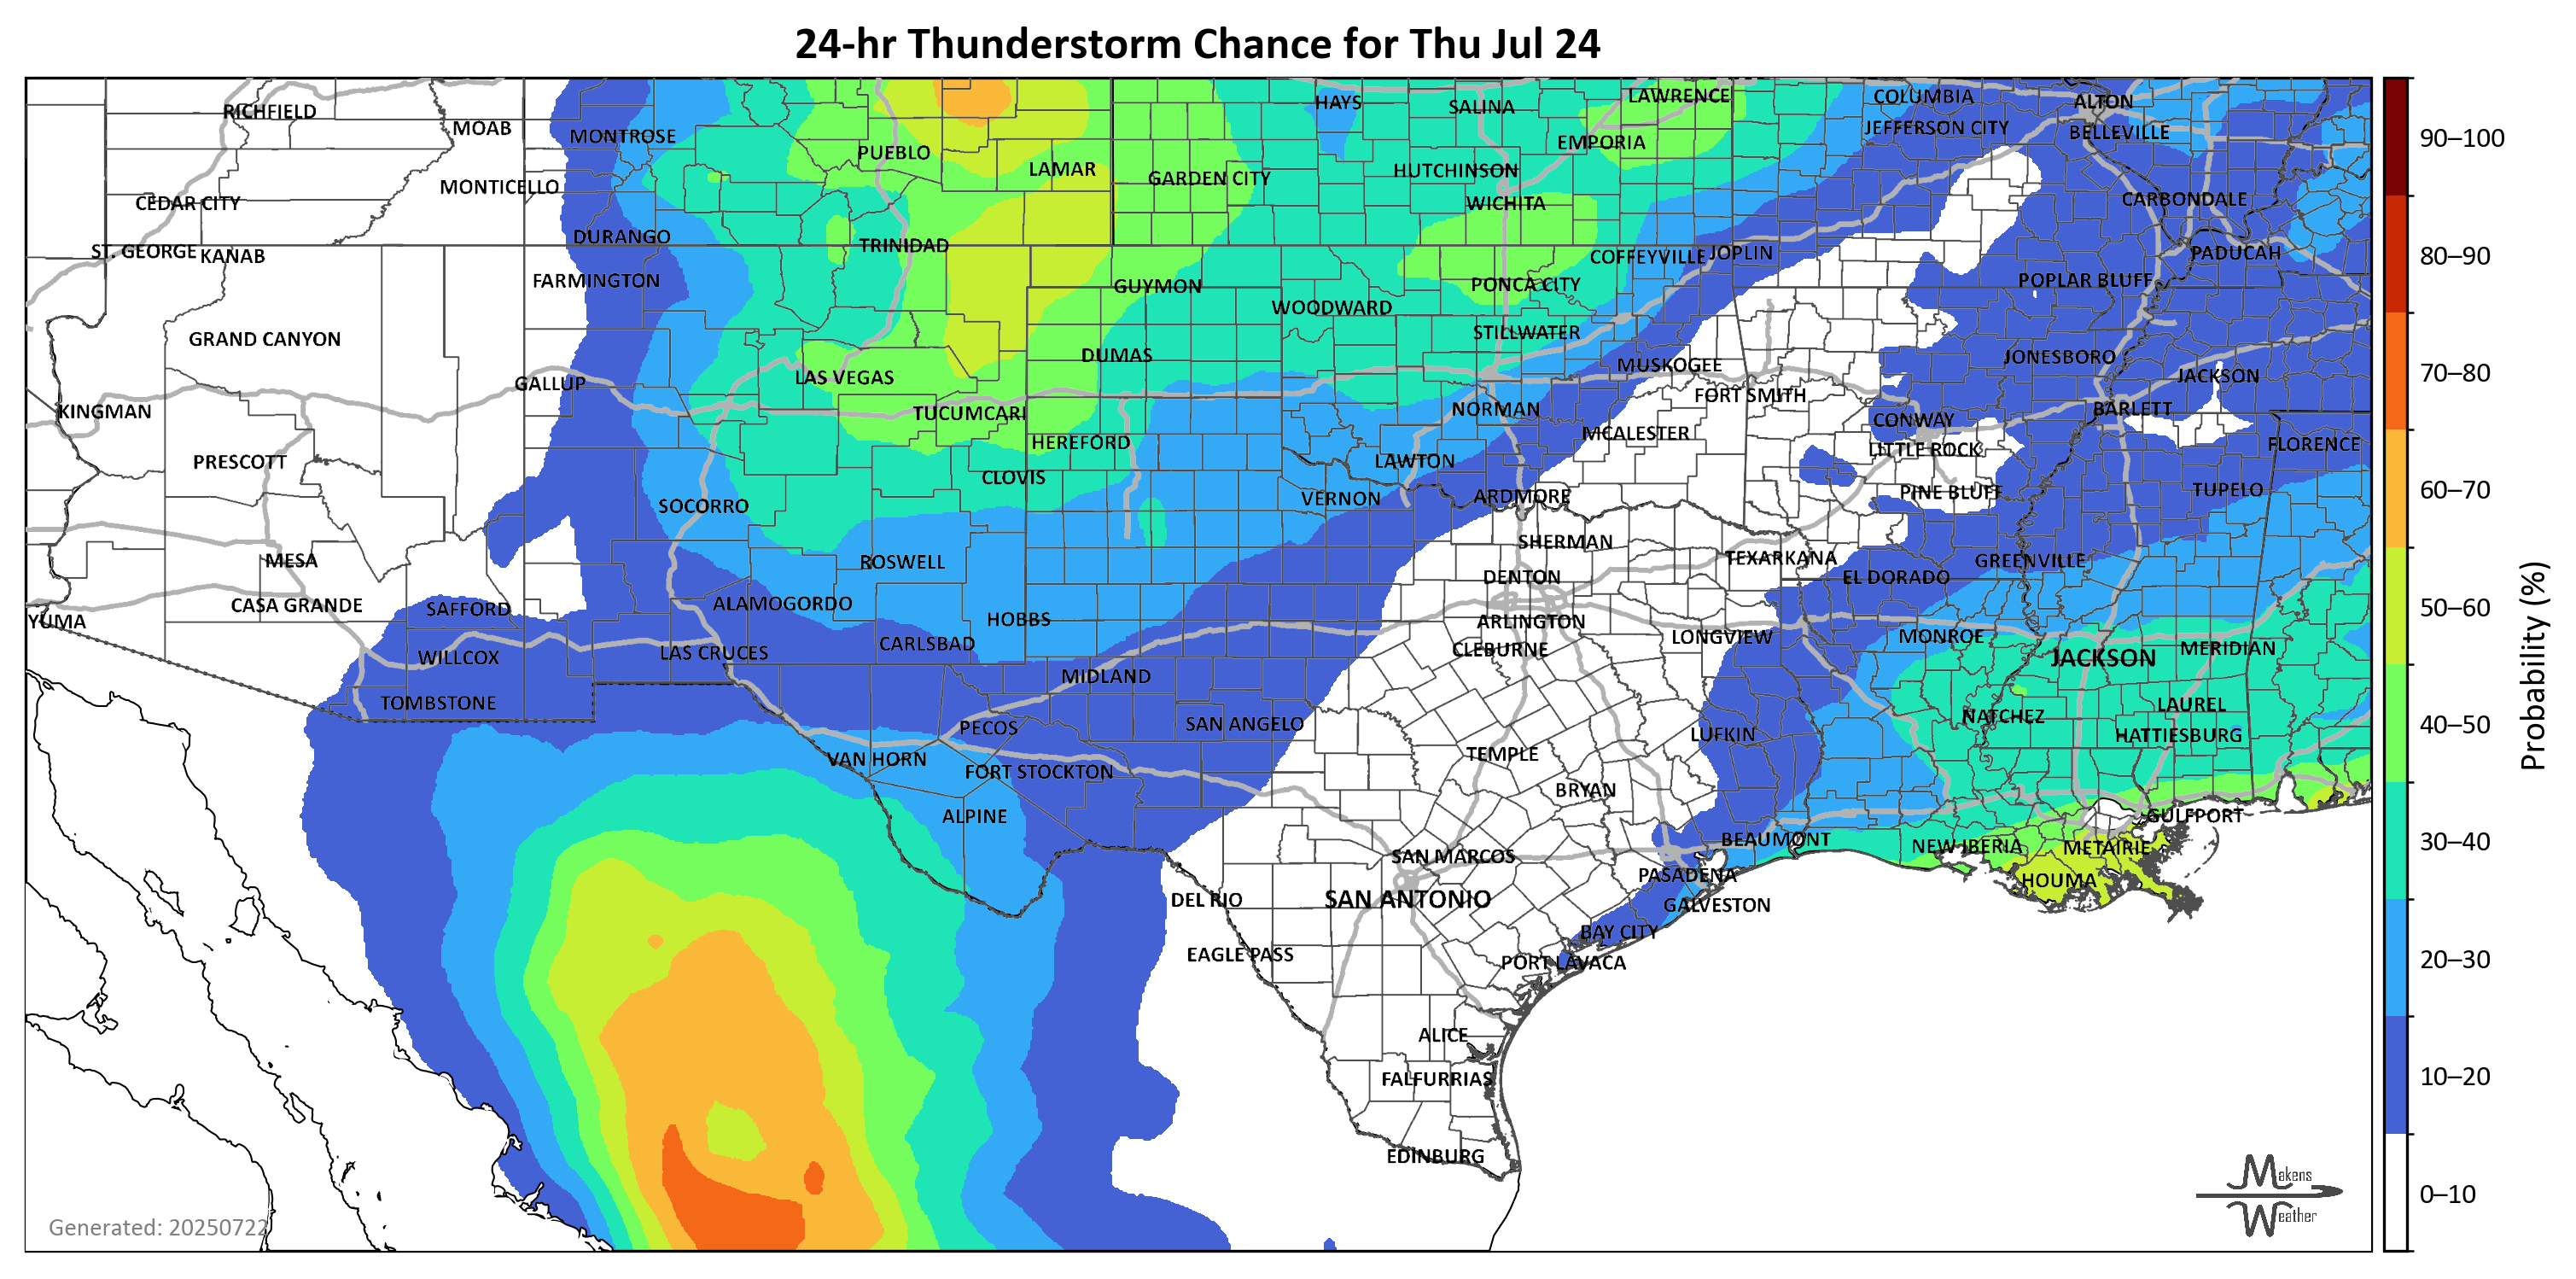 24-hr Thunderstorm Chance for Thu Jul 24
RICHFIELD
MOAB
MONTROSE
PUEBLO
LAMAR
HAYS
SALINA
LAWRENCE
COLUMBIA
ALTON
JEFFERSON CITY
BELLEVILLE
EMPORIA
HUTCHINSON
GARDEN CITY
MONTICELLO
CEDAR CITY
WICHITA
CARBONDALE
DURANGO
TRINIDAD
ST. GEORGE
KANAB
COFFEYVILLE
JOPLIN
PADUCAH
FARMINGTON
GUYMON
PONCA CITY
POPLAR BLUFF
WOODWARD
STILLWATER
GRAND CANYON
DUMAS
MUSKOGEE
JONESBORO
JACKSON
GALLUP
LAS VEGAS
FORT SMITH
KINGMAN
TUCUMCARI
NORMAN
BARLETT
CONWAY
HEREFORD
MCALESTER
LITTLE ROCK
FLORENCE
PRESCOTT
LAWTON
CLOVIS
VERNON
ARDMORE
PINE BLUFF
TUPELO
SOCORRO
MESA
ROSWELL
SHERMAN
TEXARKANA
GREENVILLE
DENTON
EL DORADO
CASA GRANDE
SAFFORD
ALAMOGORDO
YUMA
HOBBS
ARLINGTON
CARLSBAD
CLEBURNE
LONGVIEW
MONROE
MERIDIAN
WILLCOX
LAS CRUCES
JACKSON
MIDLAND
TOMBSTONE
LAUREL
PECOS
SAN ANGELO
NATCHEZ
LUFKIN
HATTIESBURG
VAN HORN
TEMPLE
FORT STOCKTON
BRYAN
ALPINE
GULFPORT
BEAUMONT
NEW IBERIA
METAIRIE
SAN MARCOS
PASADENA
HOUMA
DEL RIO
SAN ANTONIO
GALVESTON
BAY CITY
EAGLE PASS
PORT LAVACA
ALICE
FALFURRIAS
EDINBURG
Generated: 20250722
Makens
Weather
90–100
80–90
70–80
60–70
50–60
40–50
30–40
20–30
10–20
0–10
Probability (%)